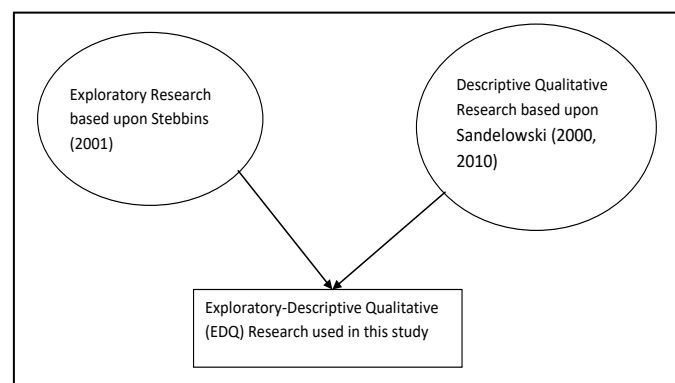 Exploratory Research
based upon Stebbins
(2001)
Descriptive Qualitative
Research based upon
Sandelowski (2000,
2010)
Exploratory-Descriptive Qualitative
(EDQ) Research used in this study